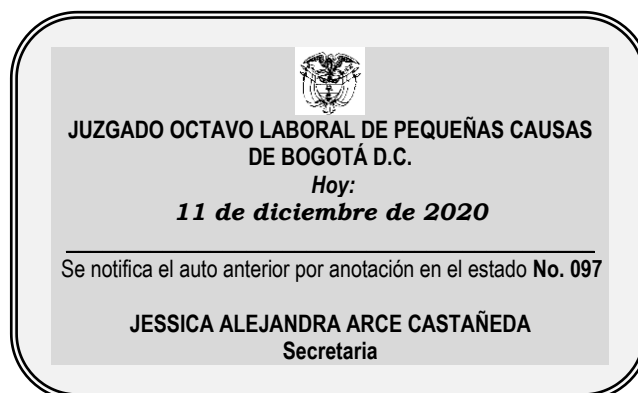 JUZGADO OCTAVO LABORAL DE PEQUEÑAS CAUSAS
DE BOGOTÁ D.C.
Hoy:
11 de diciembre de 2020
Se notifica el auto anterior por anotación en el estado No. 097
JESSICA ALEJANDRA ARCE CASTAÑEDA
Secretaria